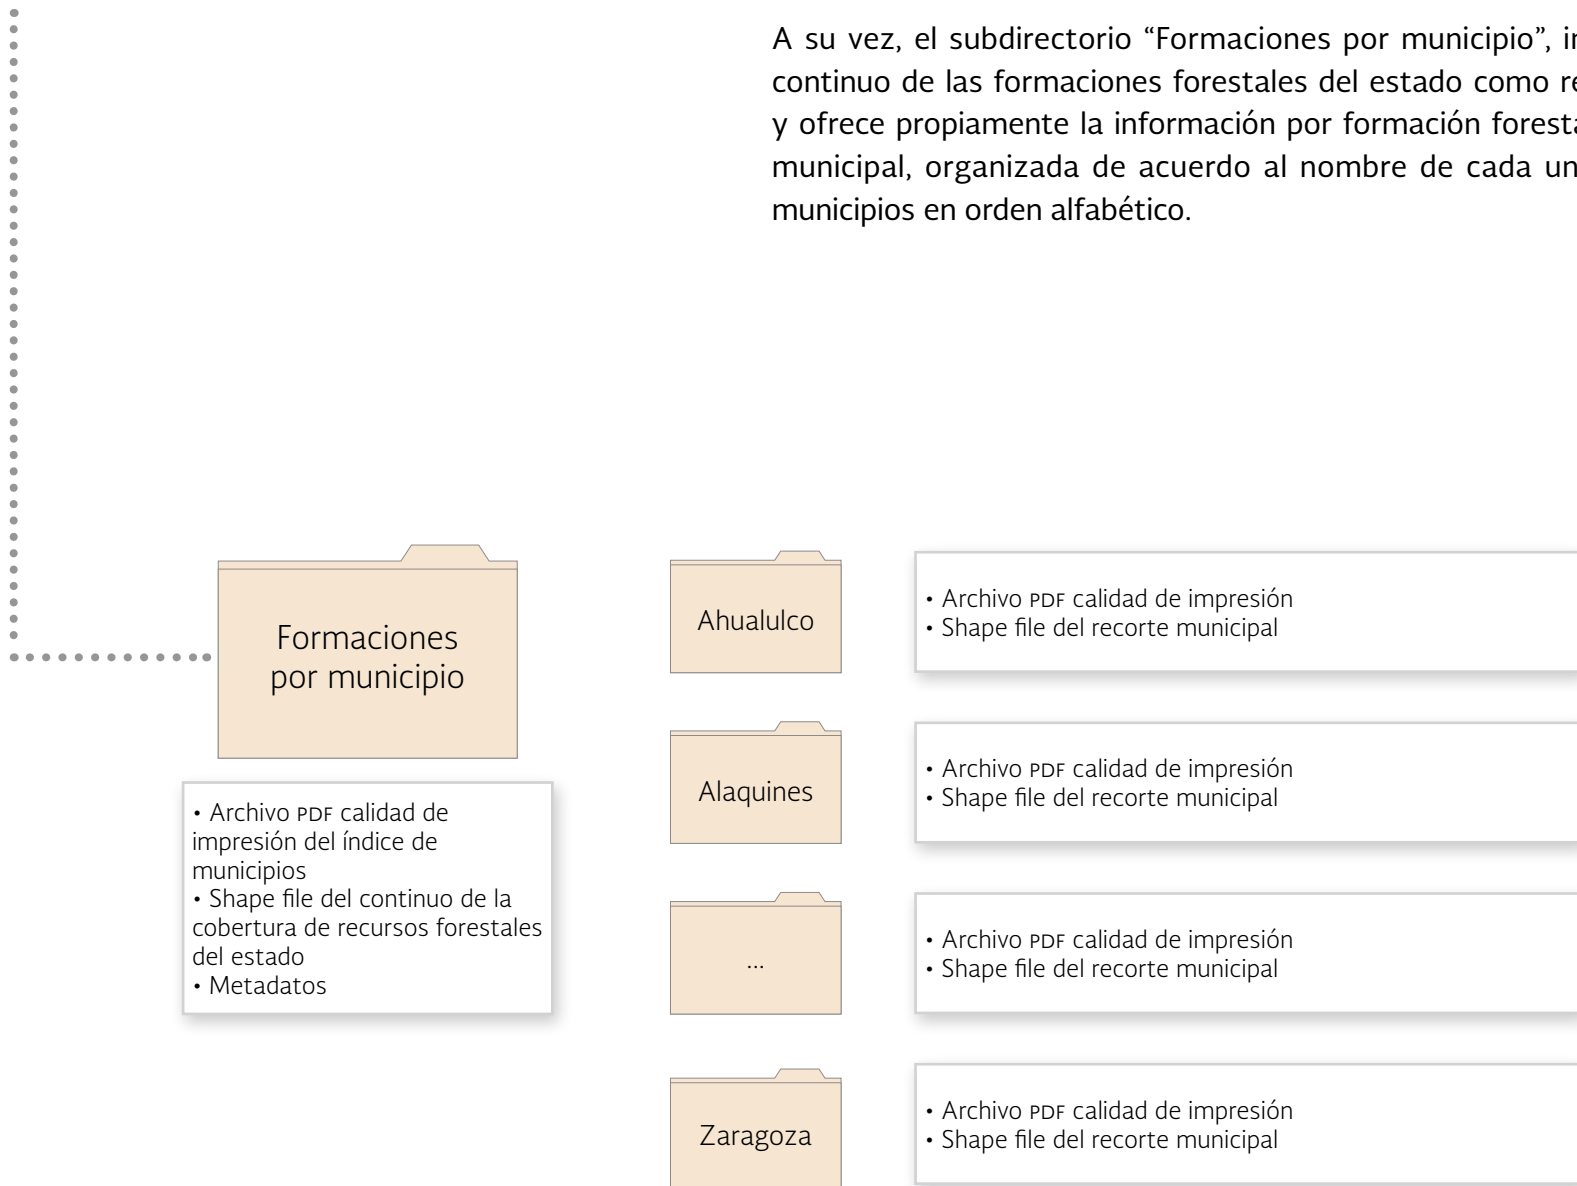 A su vez, el subdirectorio “Formaciones por municipio”,
continuo de las formaciones forestales del estado como
y ofrece propiamente la información por formación
municipal, organizada de acuerdo al nombre de cada
municipios en orden alfabético.
Formaciones
por municipio
• Archivo PDF calidad de
impresión del índice de
municipios
• Shape file del continuo de la
cobertura de recursos forestales
del estado
• Metadatos
Ahualulco
• Archivo PDF calidad de impresión
• Shape file del recorte municipal
Alaquines
• Archivo PDF calidad de impresión
• Shape file del recorte municipal
...
• Archivo PDF calidad de impresión
• Shape file del recorte municipal
Zaragoza
• Archivo PDF calidad de impresión
• Shape file del recorte municipal